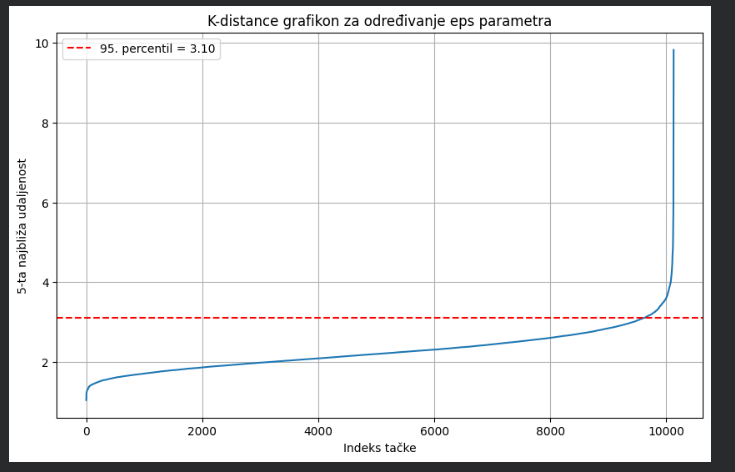 K-distance grafikon za određivanje eps parametra
95. percentil = 3.10
10
8
6
4
2
5-ta najbliža udaljenost
0 2000 4000 6000 8000 10000
Indeks tačke